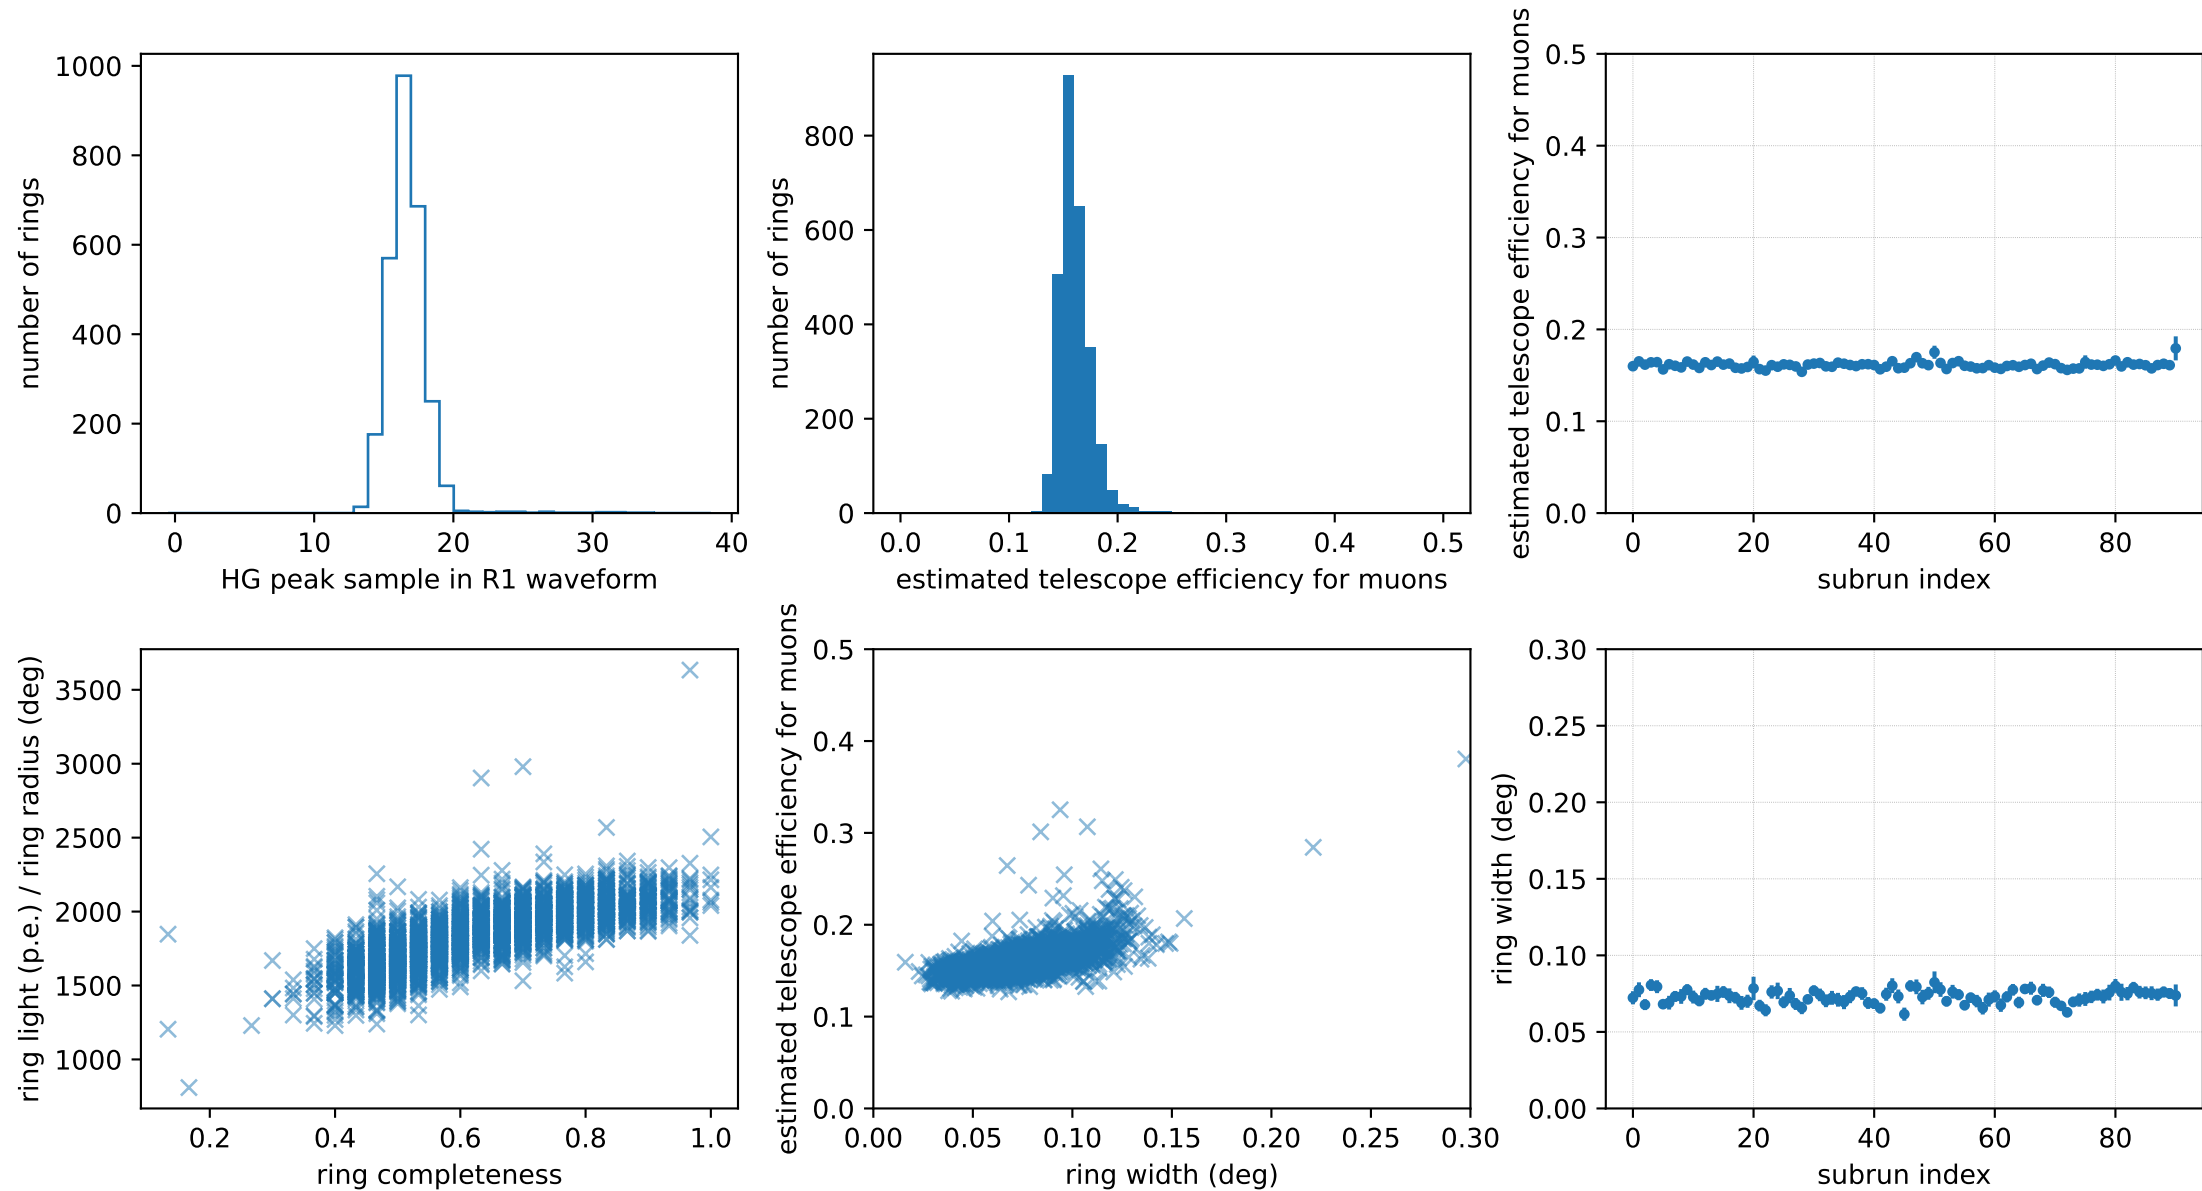 number of rings
1000
800
600
400
200
0
0 10 20 30 40
HG peak sample in R1 waveform
number of rings
800
600
400
200
0
0.0 0.1 0.2 0.3 0.4 0.5
estimated telescope efficiency for muons
estimated telescope efficiency for muons
0.5
0.4
0.3
0.2
0.1
0.0
0 20 40 60 80
subrun index
ring light (p.e.) / ring radius (deg)
3500
3000
2500
2000
1500
1000
0.2 0.4 0.6 0.8 1.0
ring completeness
estimated telescope efficiency for muons
0.5
0.4
0.3
0.2
0.1
0.0
0.00 0.05 0.10 0.15 0.20 0.25 0.30
ring width (deg)
ring width (deg)
0.30
0.25
0.20
0.15
0.10
0.05
0.00
0 20 40 60 80
subrun index